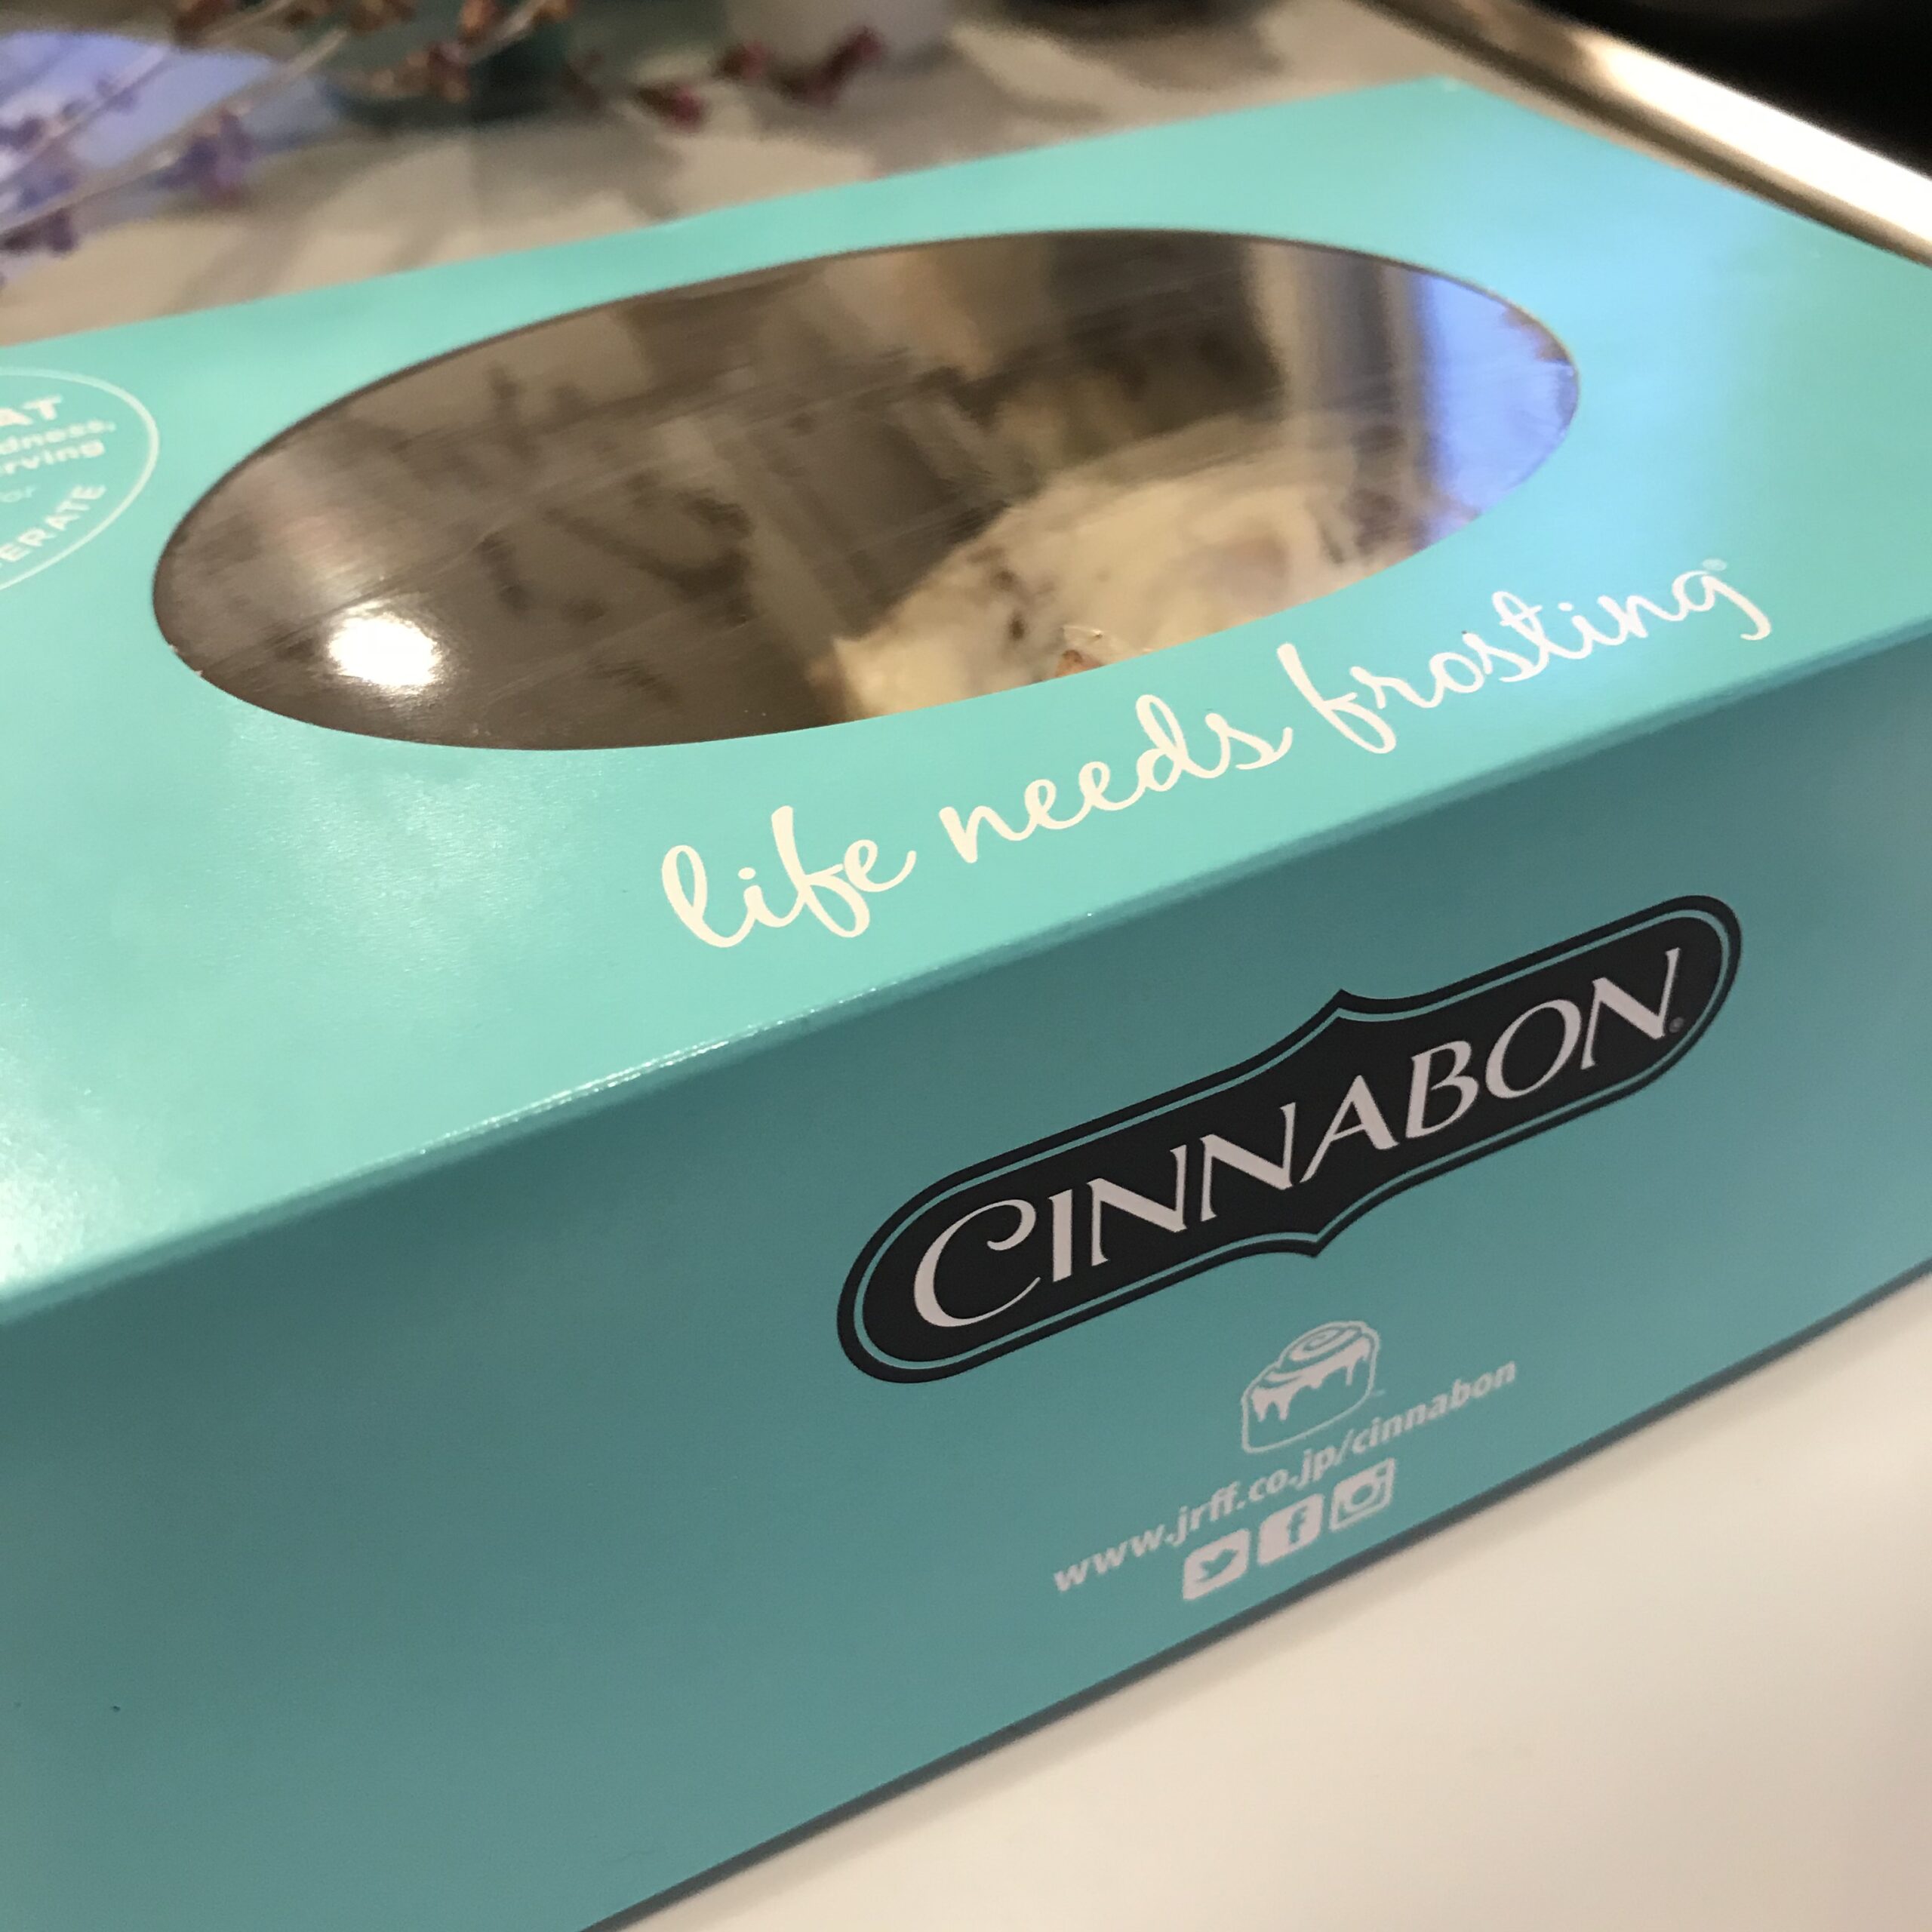 life needs frosting®
CINNABON®
www.jrff.co.jp/cinnabon